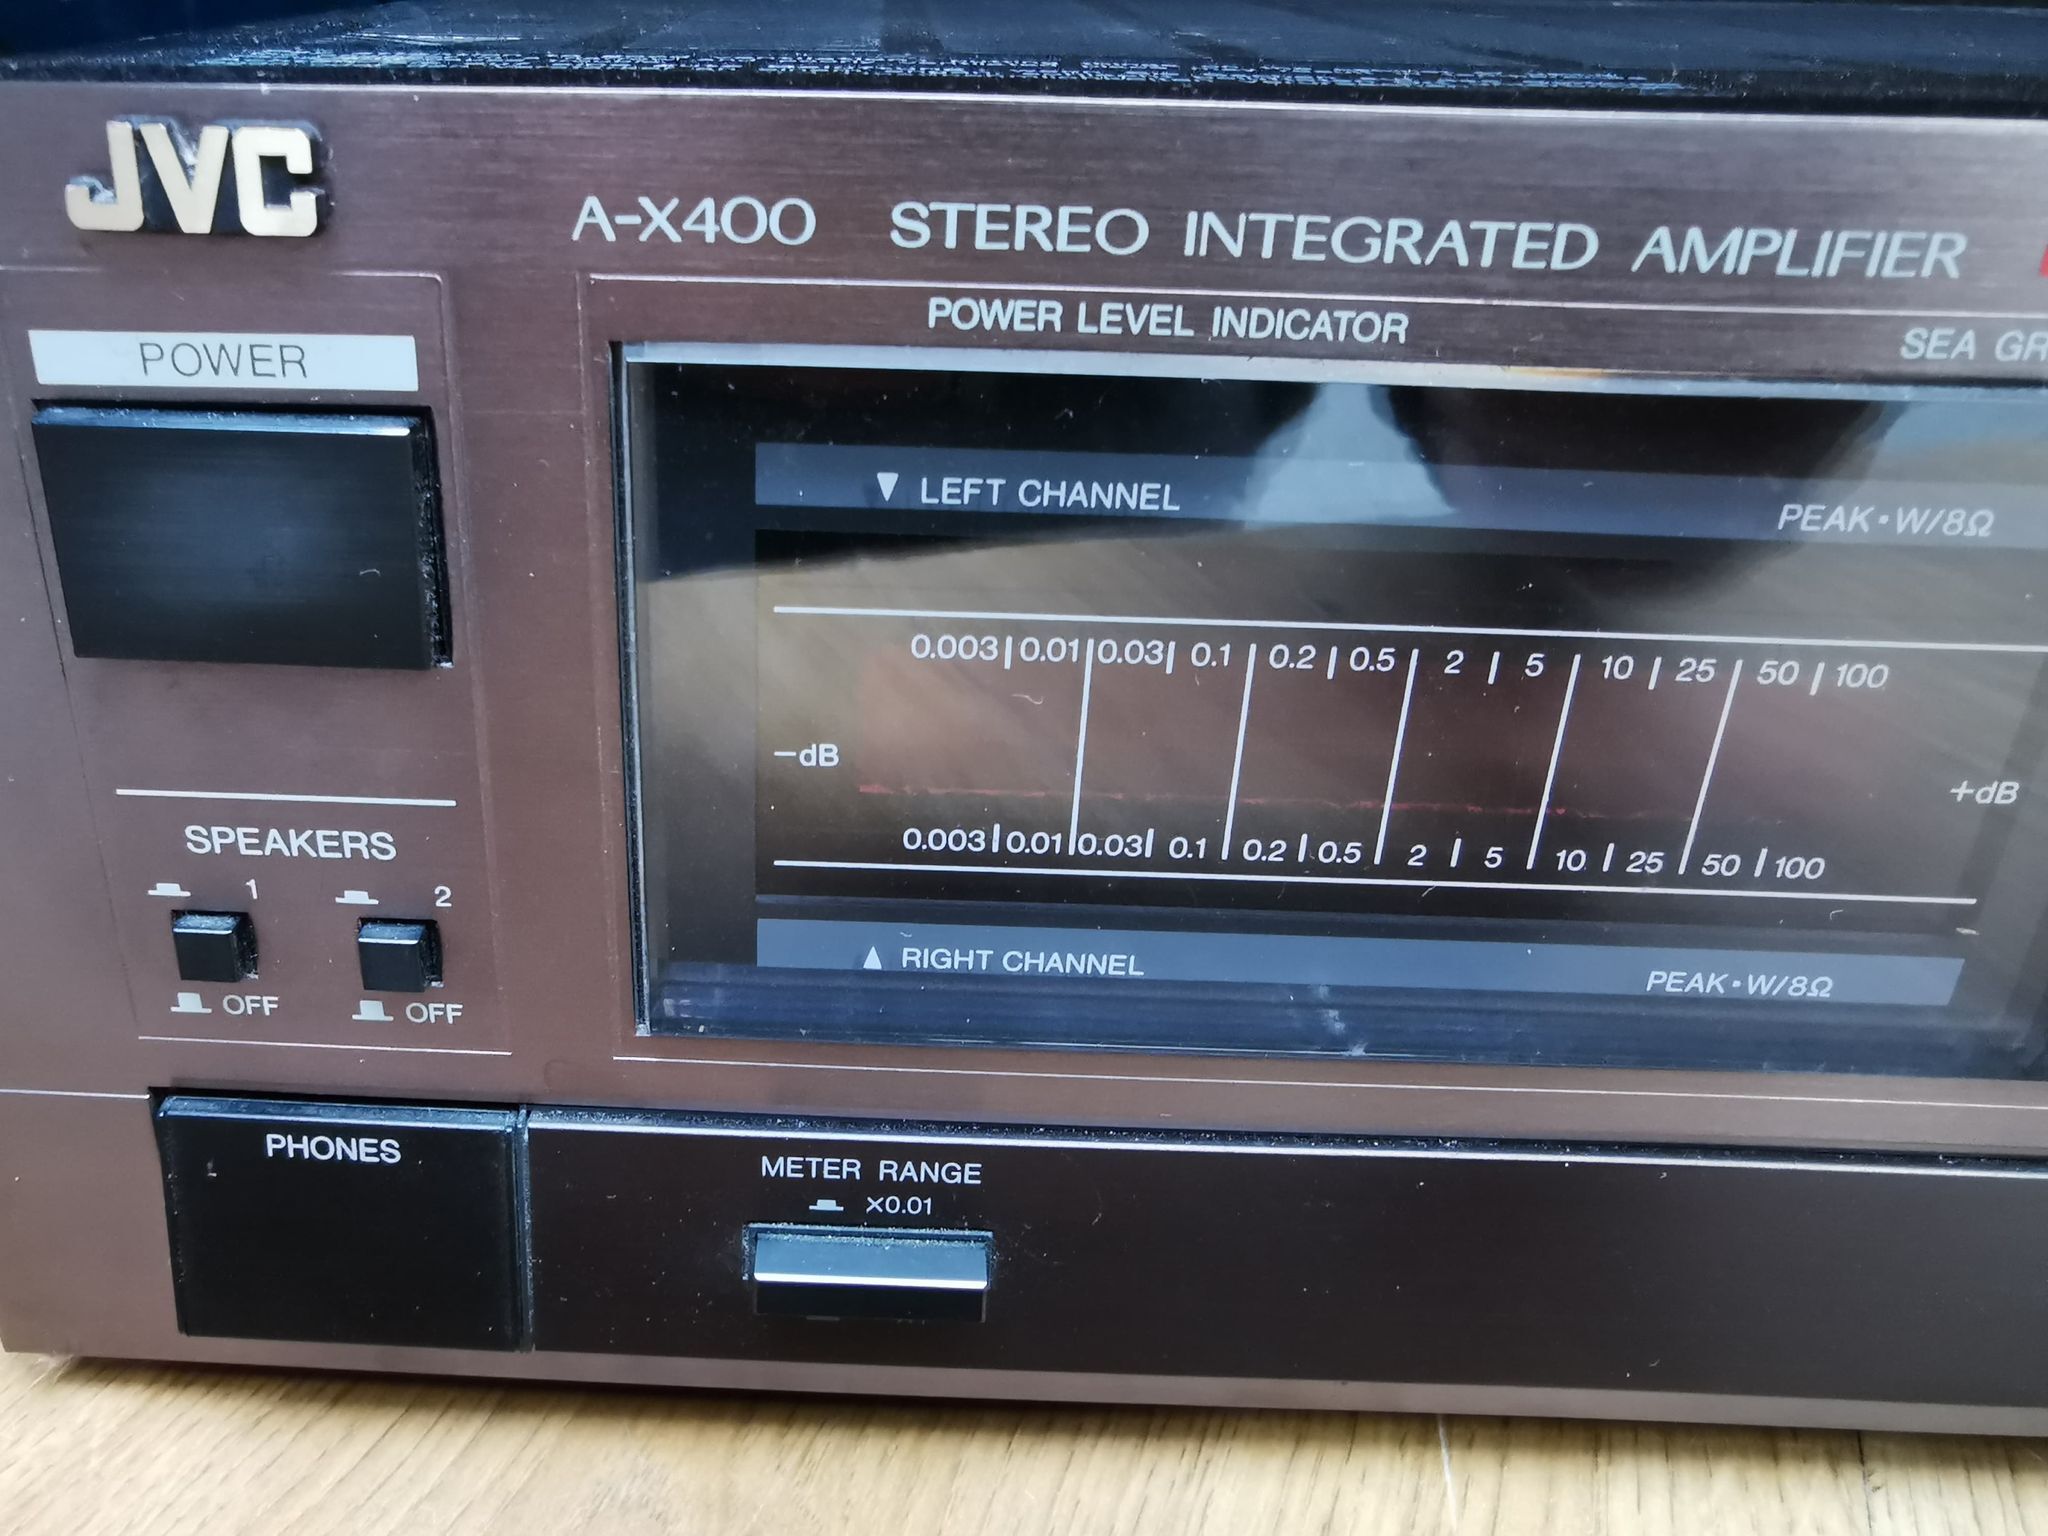 JVC
A-X400 STEREO INTEGRATED AMPLIFIER
POWER LEVEL INDICATOR
SEA GR
POWER
LEFT CHANNEL
PEAK·W/8Ω
0.003 0.01 0.03 0.1 0.2 0.5 2 5 10 25 50 100
−dB
+dB
0.003 0.01 0.03 0.1 0.2 0.5 2 5 10 25 50 100
RIGHT CHANNEL
PEAK·W/8Ω
SPEAKERS
1 2
OFF OFF
PHONES
METER RANGE
×0.01